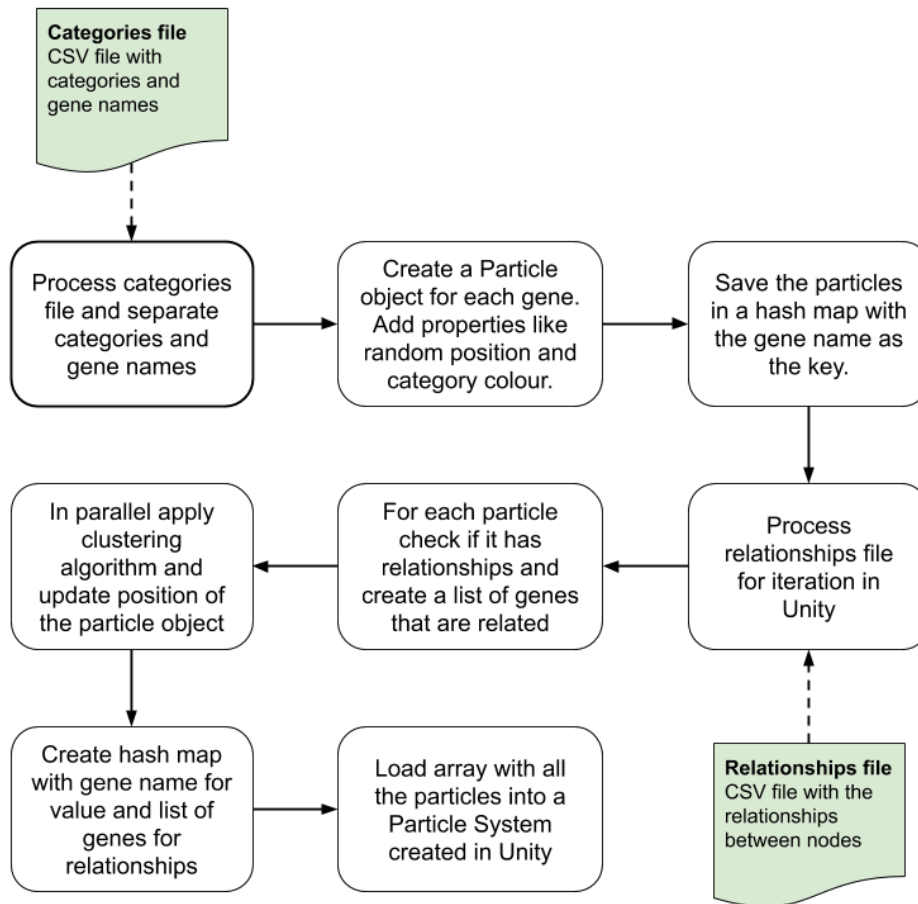 Categories file
CSV file with
categories and
gene names
Process categories
file and separate
categories and
gene names
Create a Particle
object for each gene.
Add properties like
random position and
category colour.
Save the particles
in a hash map with
the gene name as
the key.
Process
relationships file
for iteration in
Unity
For each particle
check if it has
relationships and
create a list of genes
that are related
In parallel apply
clustering
algorithm and
update position of
the particle object
Create hash map
with gene name for
value and list of
genes for
relationships
Load array with all
the particles into a
Particle System
created in Unity
Relationships file
CSV file with the
relationships
between nodes